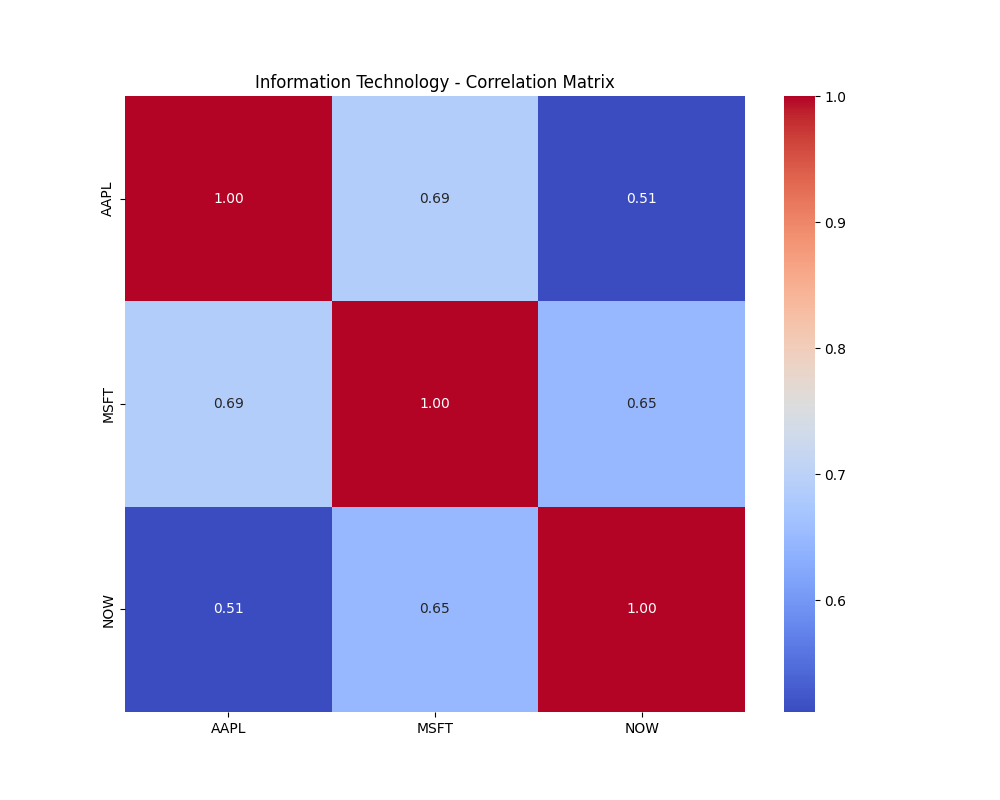 Information Technology - Correlation Matrix
AAPL 1.00 0.69 0.51
MSFT 0.69 1.00 0.65
NOW 0.51 0.65 1.00
AAPL MSFT NOW
1.0
0.9
0.8
0.7
0.6